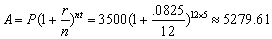 A = P(1 + r/n)^{nt} = 3500(1 + .0825/12)^{12×5} ≈ 5279.61